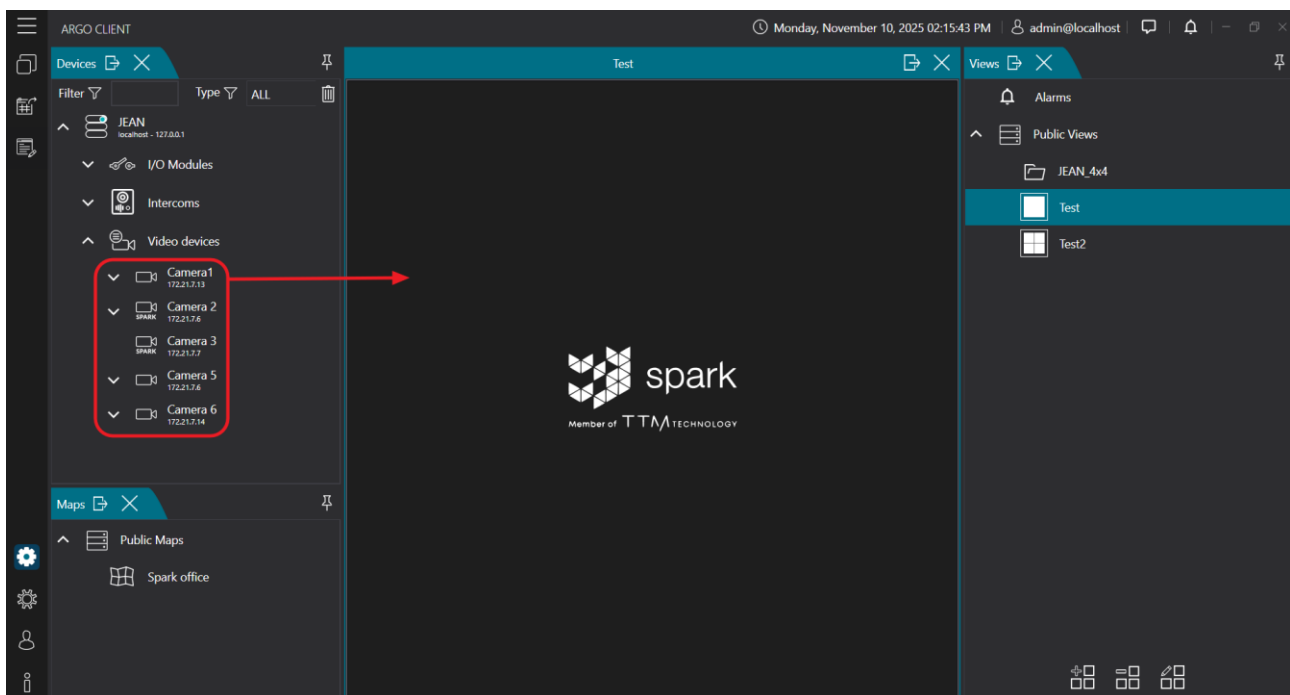 ARGO CLIENT
Monday, November 10, 2025 02:15:43 PM
admin@localhost
Devices
Filter
Type
ALL
JEAN
localhost - 127.0.0.1
I/O Modules
Intercoms
Video devices
Camera1
172.21.7.13
Camera 2
SPARK 172.21.7.6
Camera 3
SPARK 172.21.7.7
Camera 5
172.21.7.6
Camera 6
172.21.7.14
Maps
Public Maps
Spark office
Test
spark
Member of TTM TECHNOLOGY
Views
Alarms
Public Views
JEAN_4x4
Test
Test2